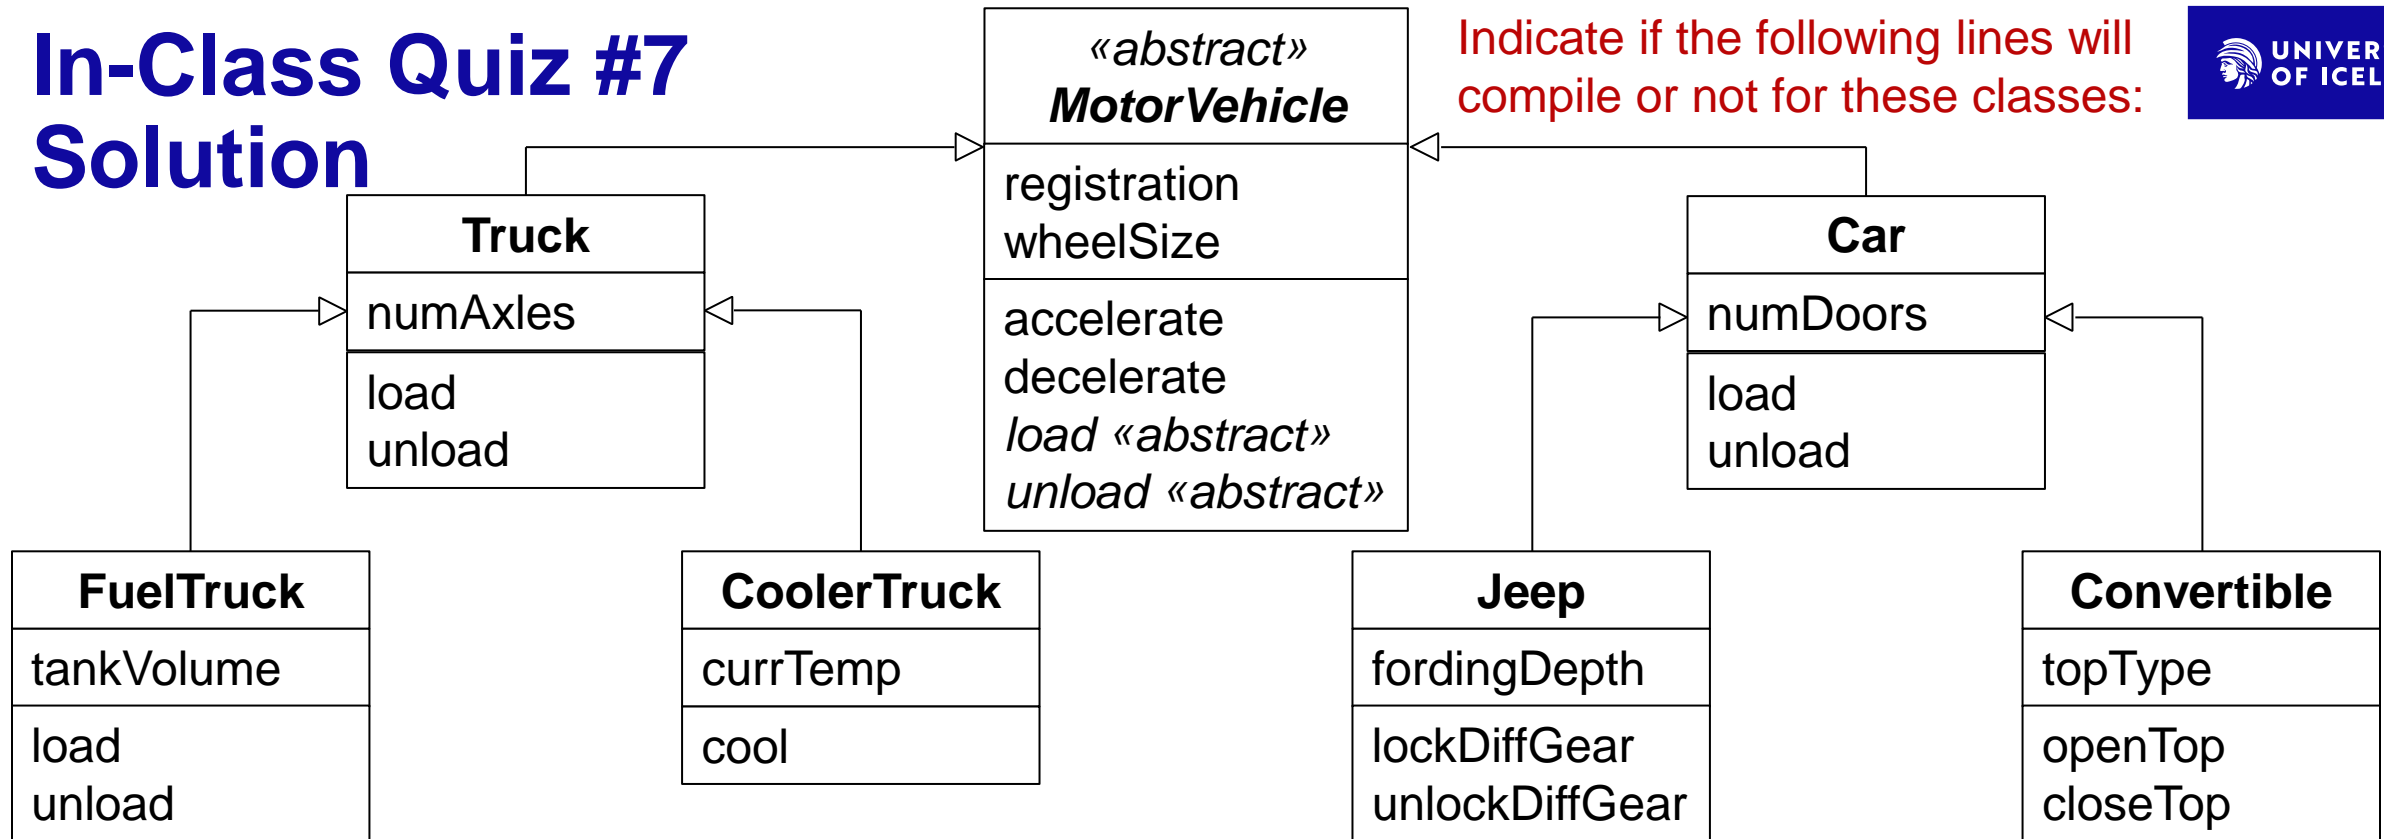 In-Class Quiz #7
Solution
Indicate if the following lines will
compile or not for these classes:
UNIVER
OF ICEL
«abstract»
MotorVehicle
registration
wheelSize
accelerate
decelerate
load «abstract»
unload «abstract»
Truck
numAxles
load
unload
Car
numDoors
load
unload
FuelTruck
tankVolume
load
unload
CoolerTruck
currTemp
cool
Jeep
fordingDepth
lockDiffGear
unlockDiffGear
Convertible
topType
openTop
closeTop